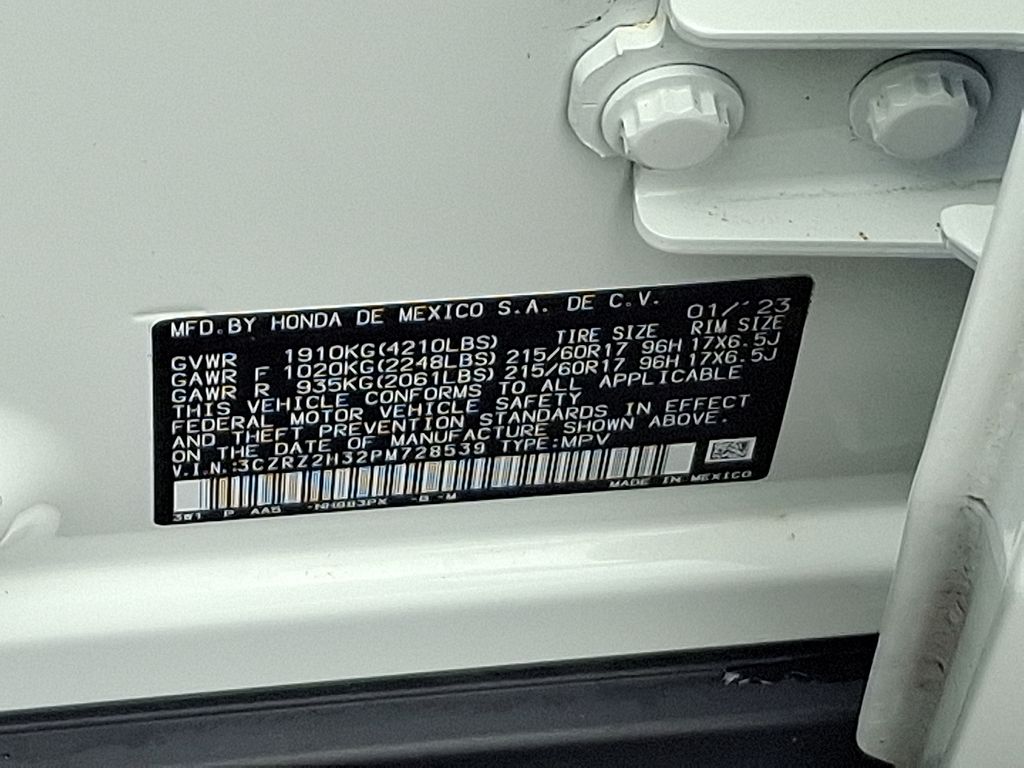 MFD.BY HONDA DE MEXICO S.A. DE C.V. 01/'23
TIRE SIZE RIM SIZE
GVWR 1910KG(4210LBS)
GAWR F 1020KG(2248LBS) 215/60R17 96H 17X6.5J
GAWR R 935KG(2061LBS) 215/60R17 96H 17X6.5J
THIS VEHICLE CONFORMS TO ALL APPLICABLE
FEDERAL MOTOR VEHICLE SAFETY
AND THEFT PREVENTION STANDARDS IN EFFECT
ON THE DATE OF MANUFACTURE SHOWN ABOVE.
V.I.N.:3CZRZ2H32PM728539 TYPE:MPV
P -B -M MADE IN MEXICO